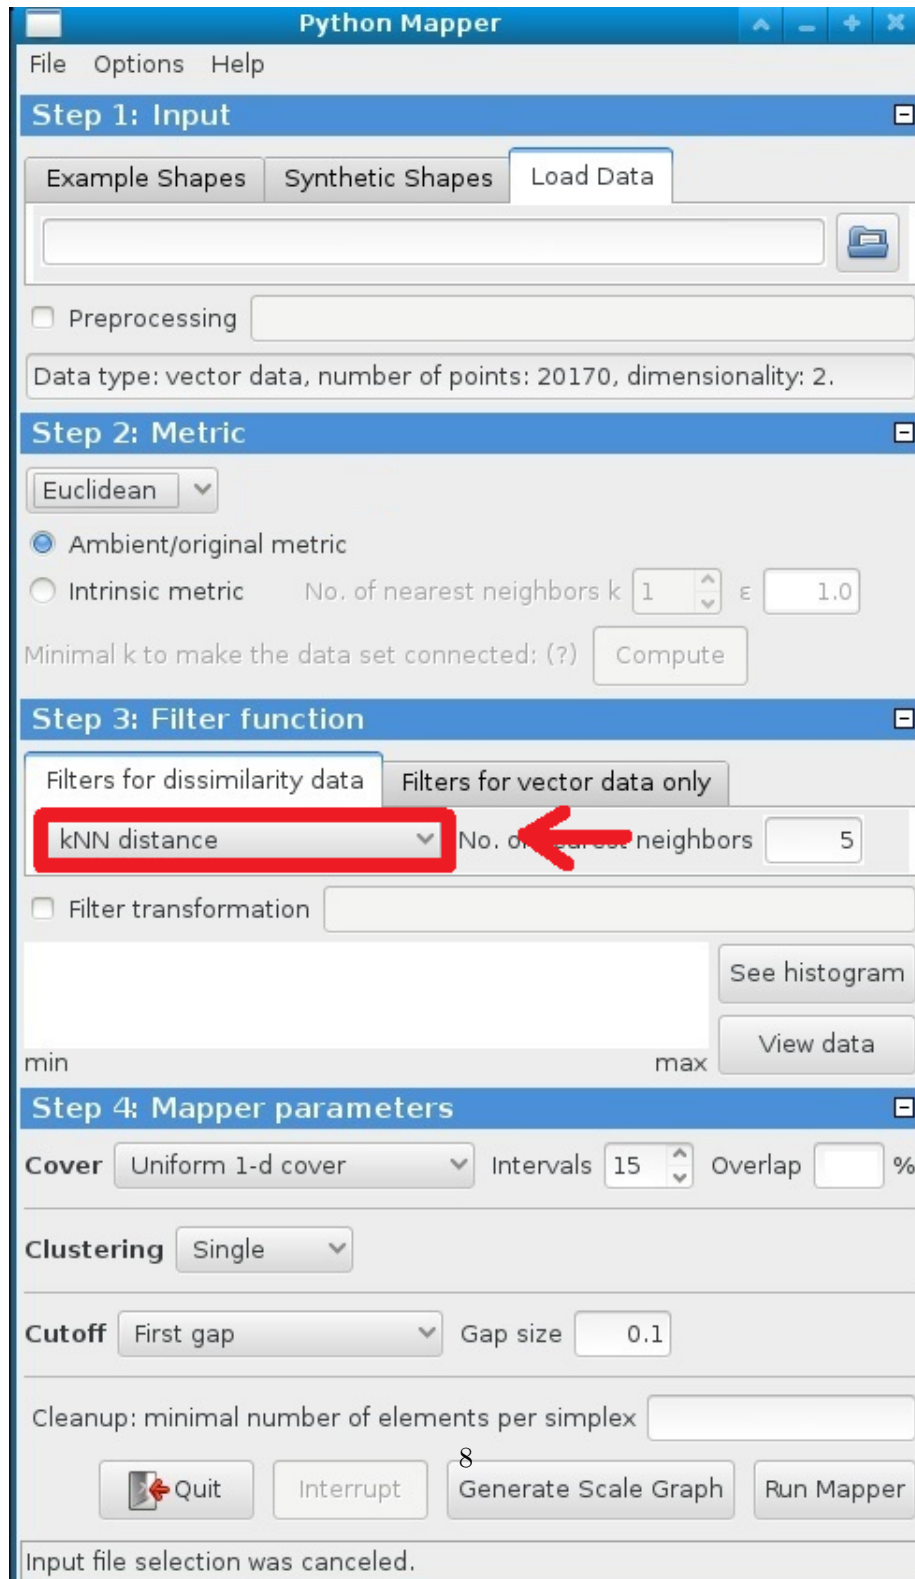 Python Mapper
File Options Help
Step 1: Input
Example Shapes Synthetic Shapes Load Data
Preprocessing
Data type: vector data, number of points: 20170, dimensionality: 2.
Step 2: Metric
Euclidean
Ambient/original metric
Intrinsic metric No. of nearest neighbors k 1 ε 1.0
Minimal k to make the data set connected: (?) Compute
Step 3: Filter function
Filters for dissimilarity data Filters for vector data only
kNN distance No. of nearest neighbors 5
Filter transformation
See histogram
View data
min max
Step 4: Mapper parameters
Cover Uniform 1-d cover Intervals 15 Overlap %
Clustering Single
Cutoff First gap Gap size 0.1
Cleanup: minimal number of elements per simplex
8
Quit Interrupt Generate Scale Graph Run Mapper
Input file selection was canceled.